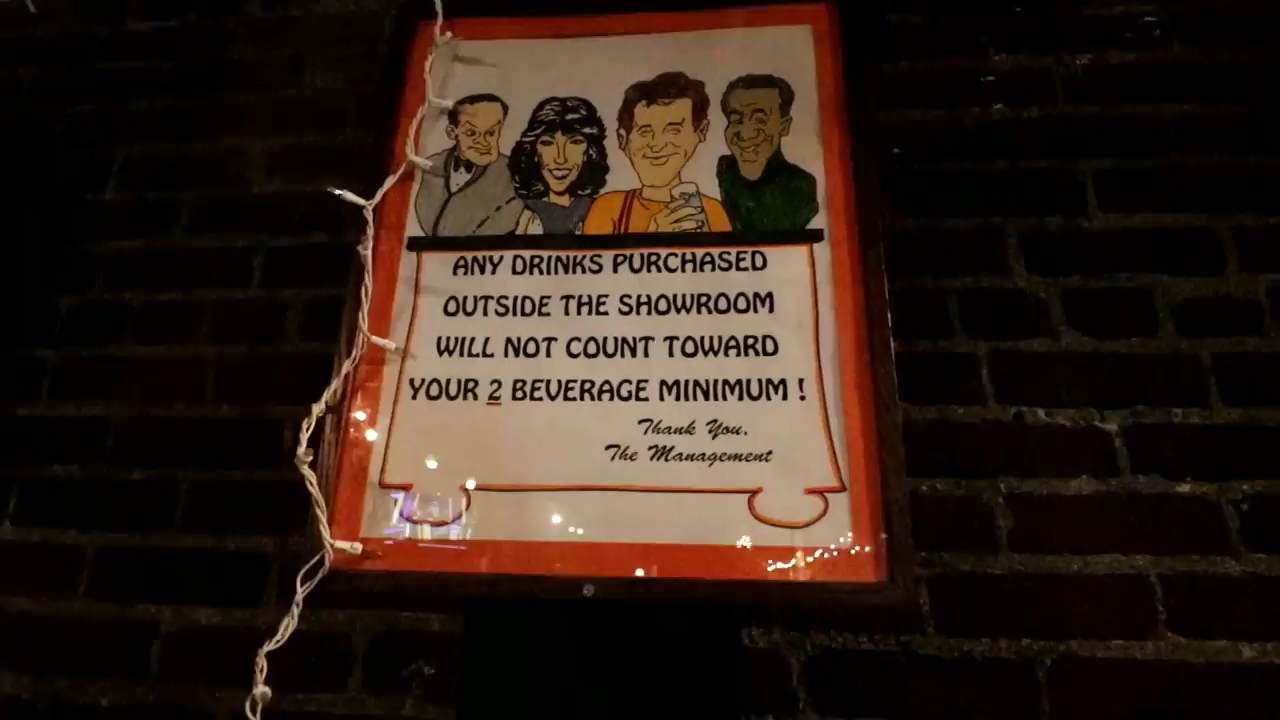 ANY DRINKS PURCHASED
OUTSIDE THE SHOWROOM
WILL NOT COUNT TOWARD
YOUR 2 BEVERAGE MINIMUM !
Thank You,
The Management